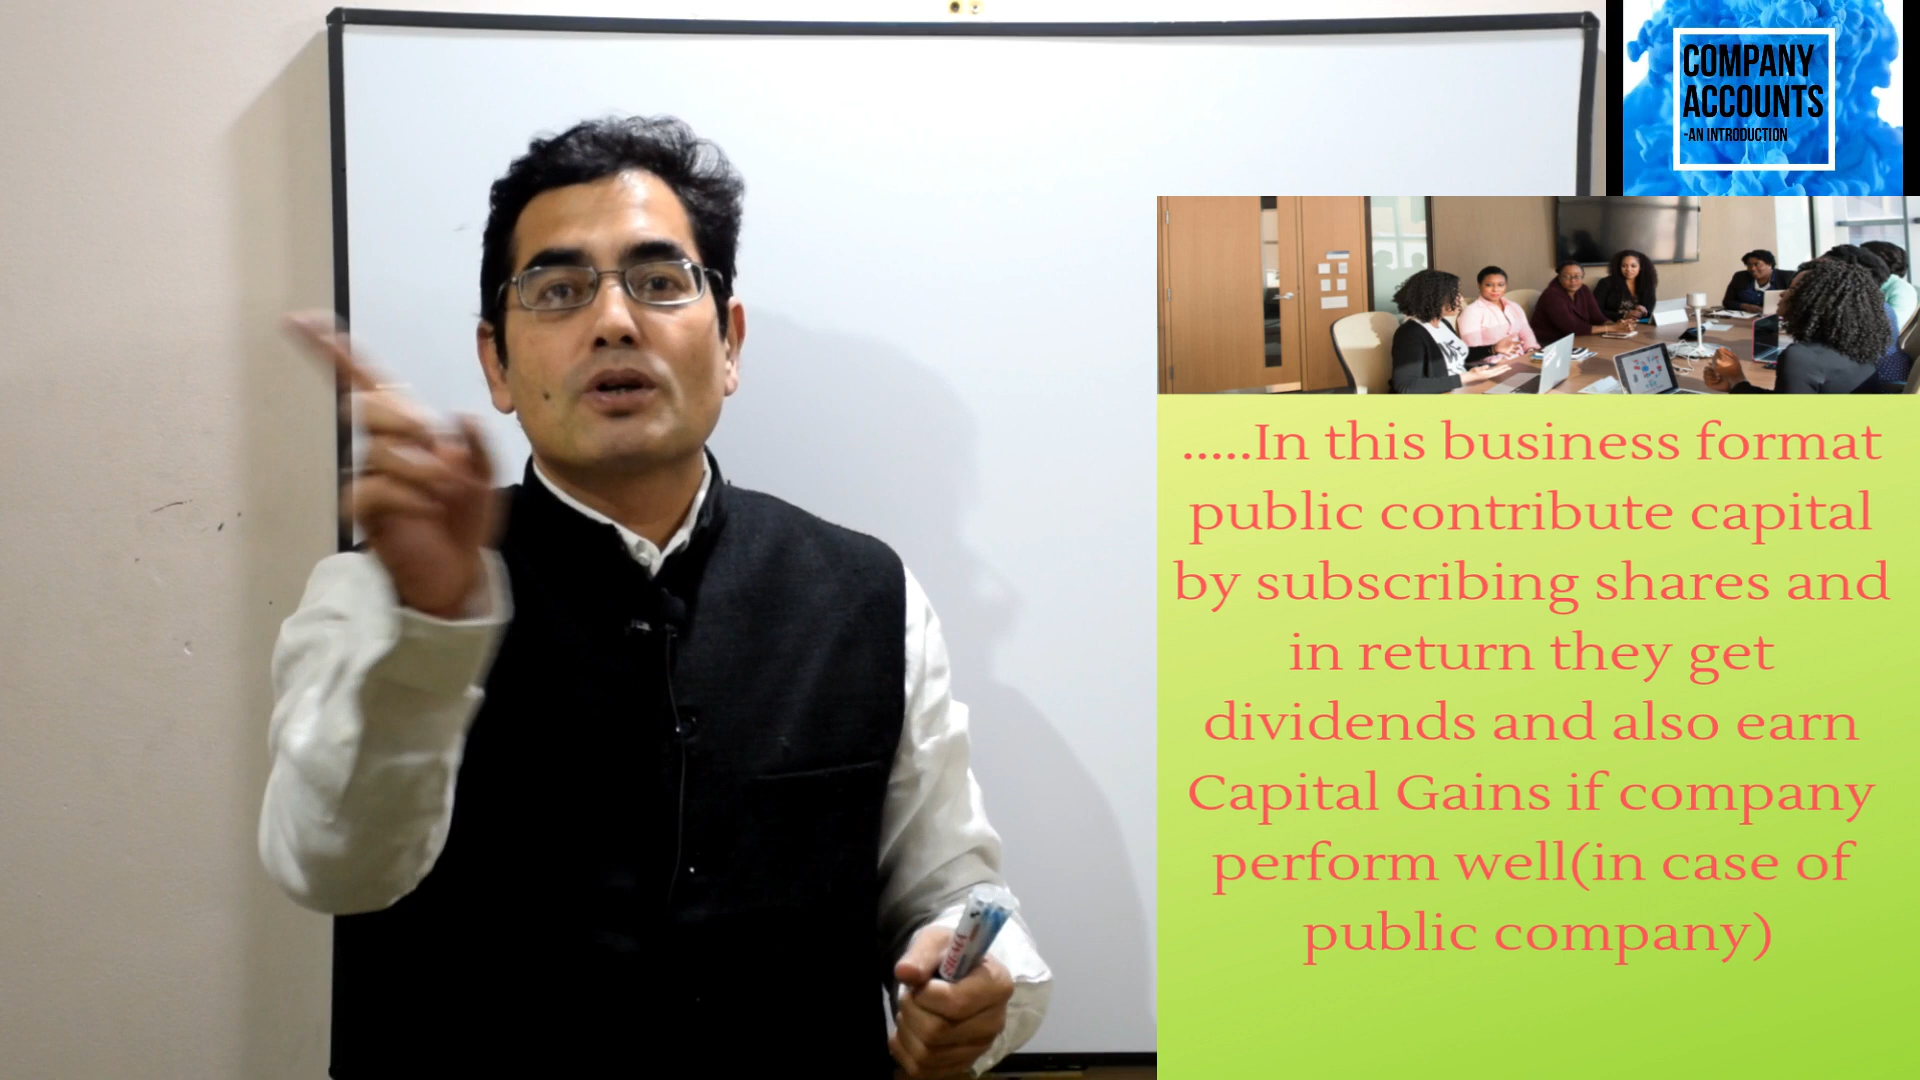 COMPANY
ACCOUNTS
-AN INTRODUCTION
.....In this business format
public contribute capital
by subscribing shares and
in return they get
dividends and also earn
Capital Gains if company
perform well(in case of
public company)